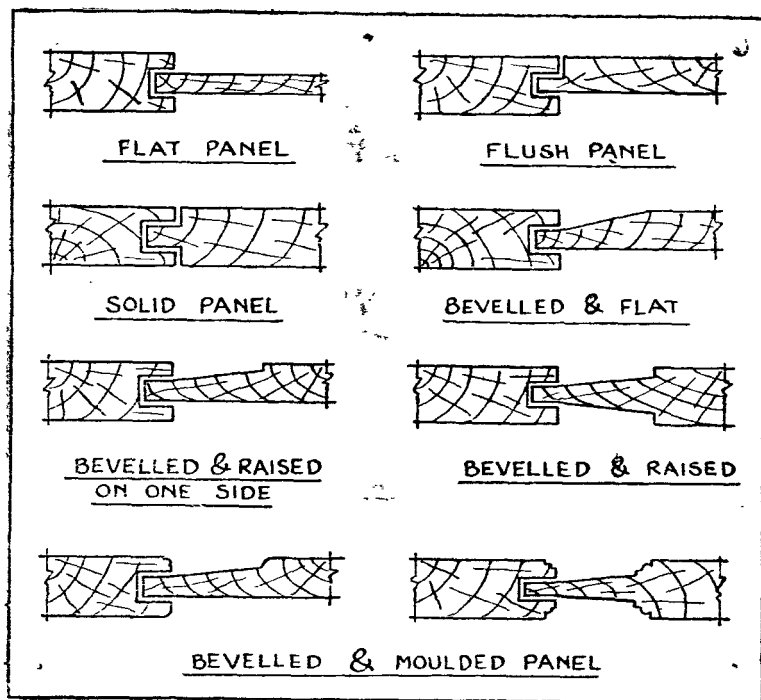 FLAT PANEL
FLUSH PANEL
SOLID PANEL
BEVELLED & FLAT
BEVELLED & RAISED
ON ONE SIDE
BEVELLED & RAISED
BEVELLED & MOULDED PANEL